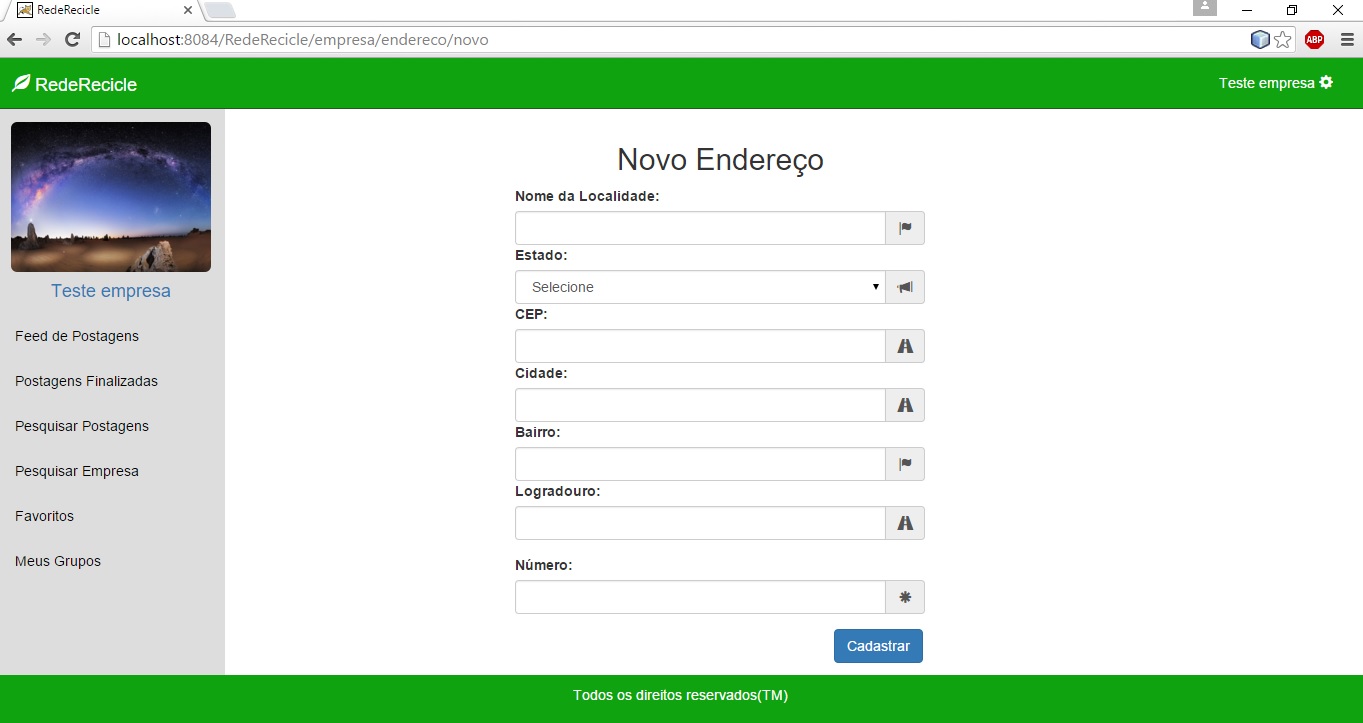 RedeRecicle
localhost:8084/RedeRecicle/empresa/endereco/novo
ABP
RedeRecicle
Teste empresa
Teste empresa
Feed de Postagens
Postagens Finalizadas
Pesquisar Postagens
Pesquisar Empresa
Favoritos
Meus Grupos
Novo Endereço
Nome da Localidade:
Estado:
Selecione
CEP:
Cidade:
Bairro:
Logradouro:
Número:
Cadastrar
Todos os direitos reservados(TM)